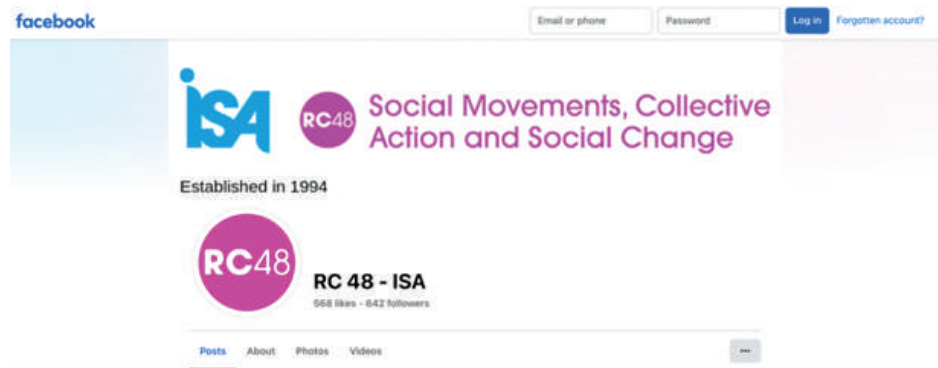 facebook
Email or phone
Password
Log in
Forgotten account?
ISA
RC48
Social Movements, Collective
Action and Social Change
Established in 1994
RC48
RC 48 - ISA
568 likes - 642 followers
Posts
About
Photos
Videos